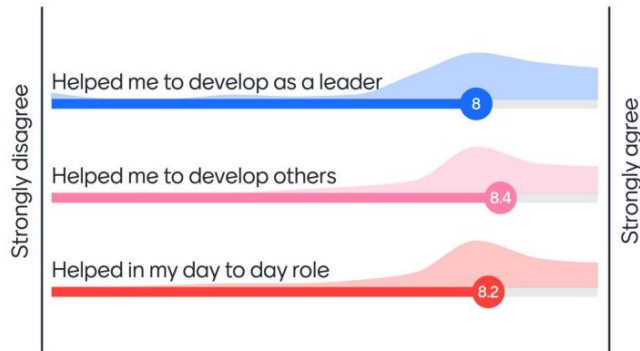 Strongly disagree
Helped me to develop as a leader
8
Helped me to develop others
8.4
Helped in my day to day role
8.2
Strongly agree